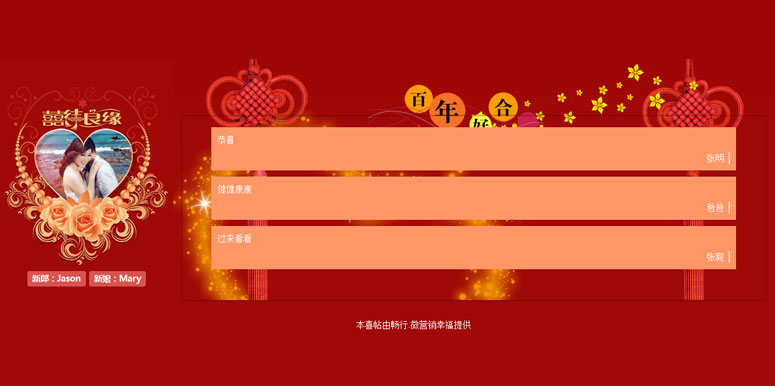 囍结良缘
新郎：Jason 新娘：Mary
百年好合
恭喜
张明
健健康康
爸爸
过来看看
张毅
本喜帖由畅行.微营销幸福提供